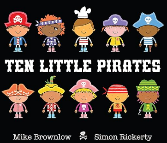 TEN LITTLE PIRATES
Mike Brownlow Simon Rickerty